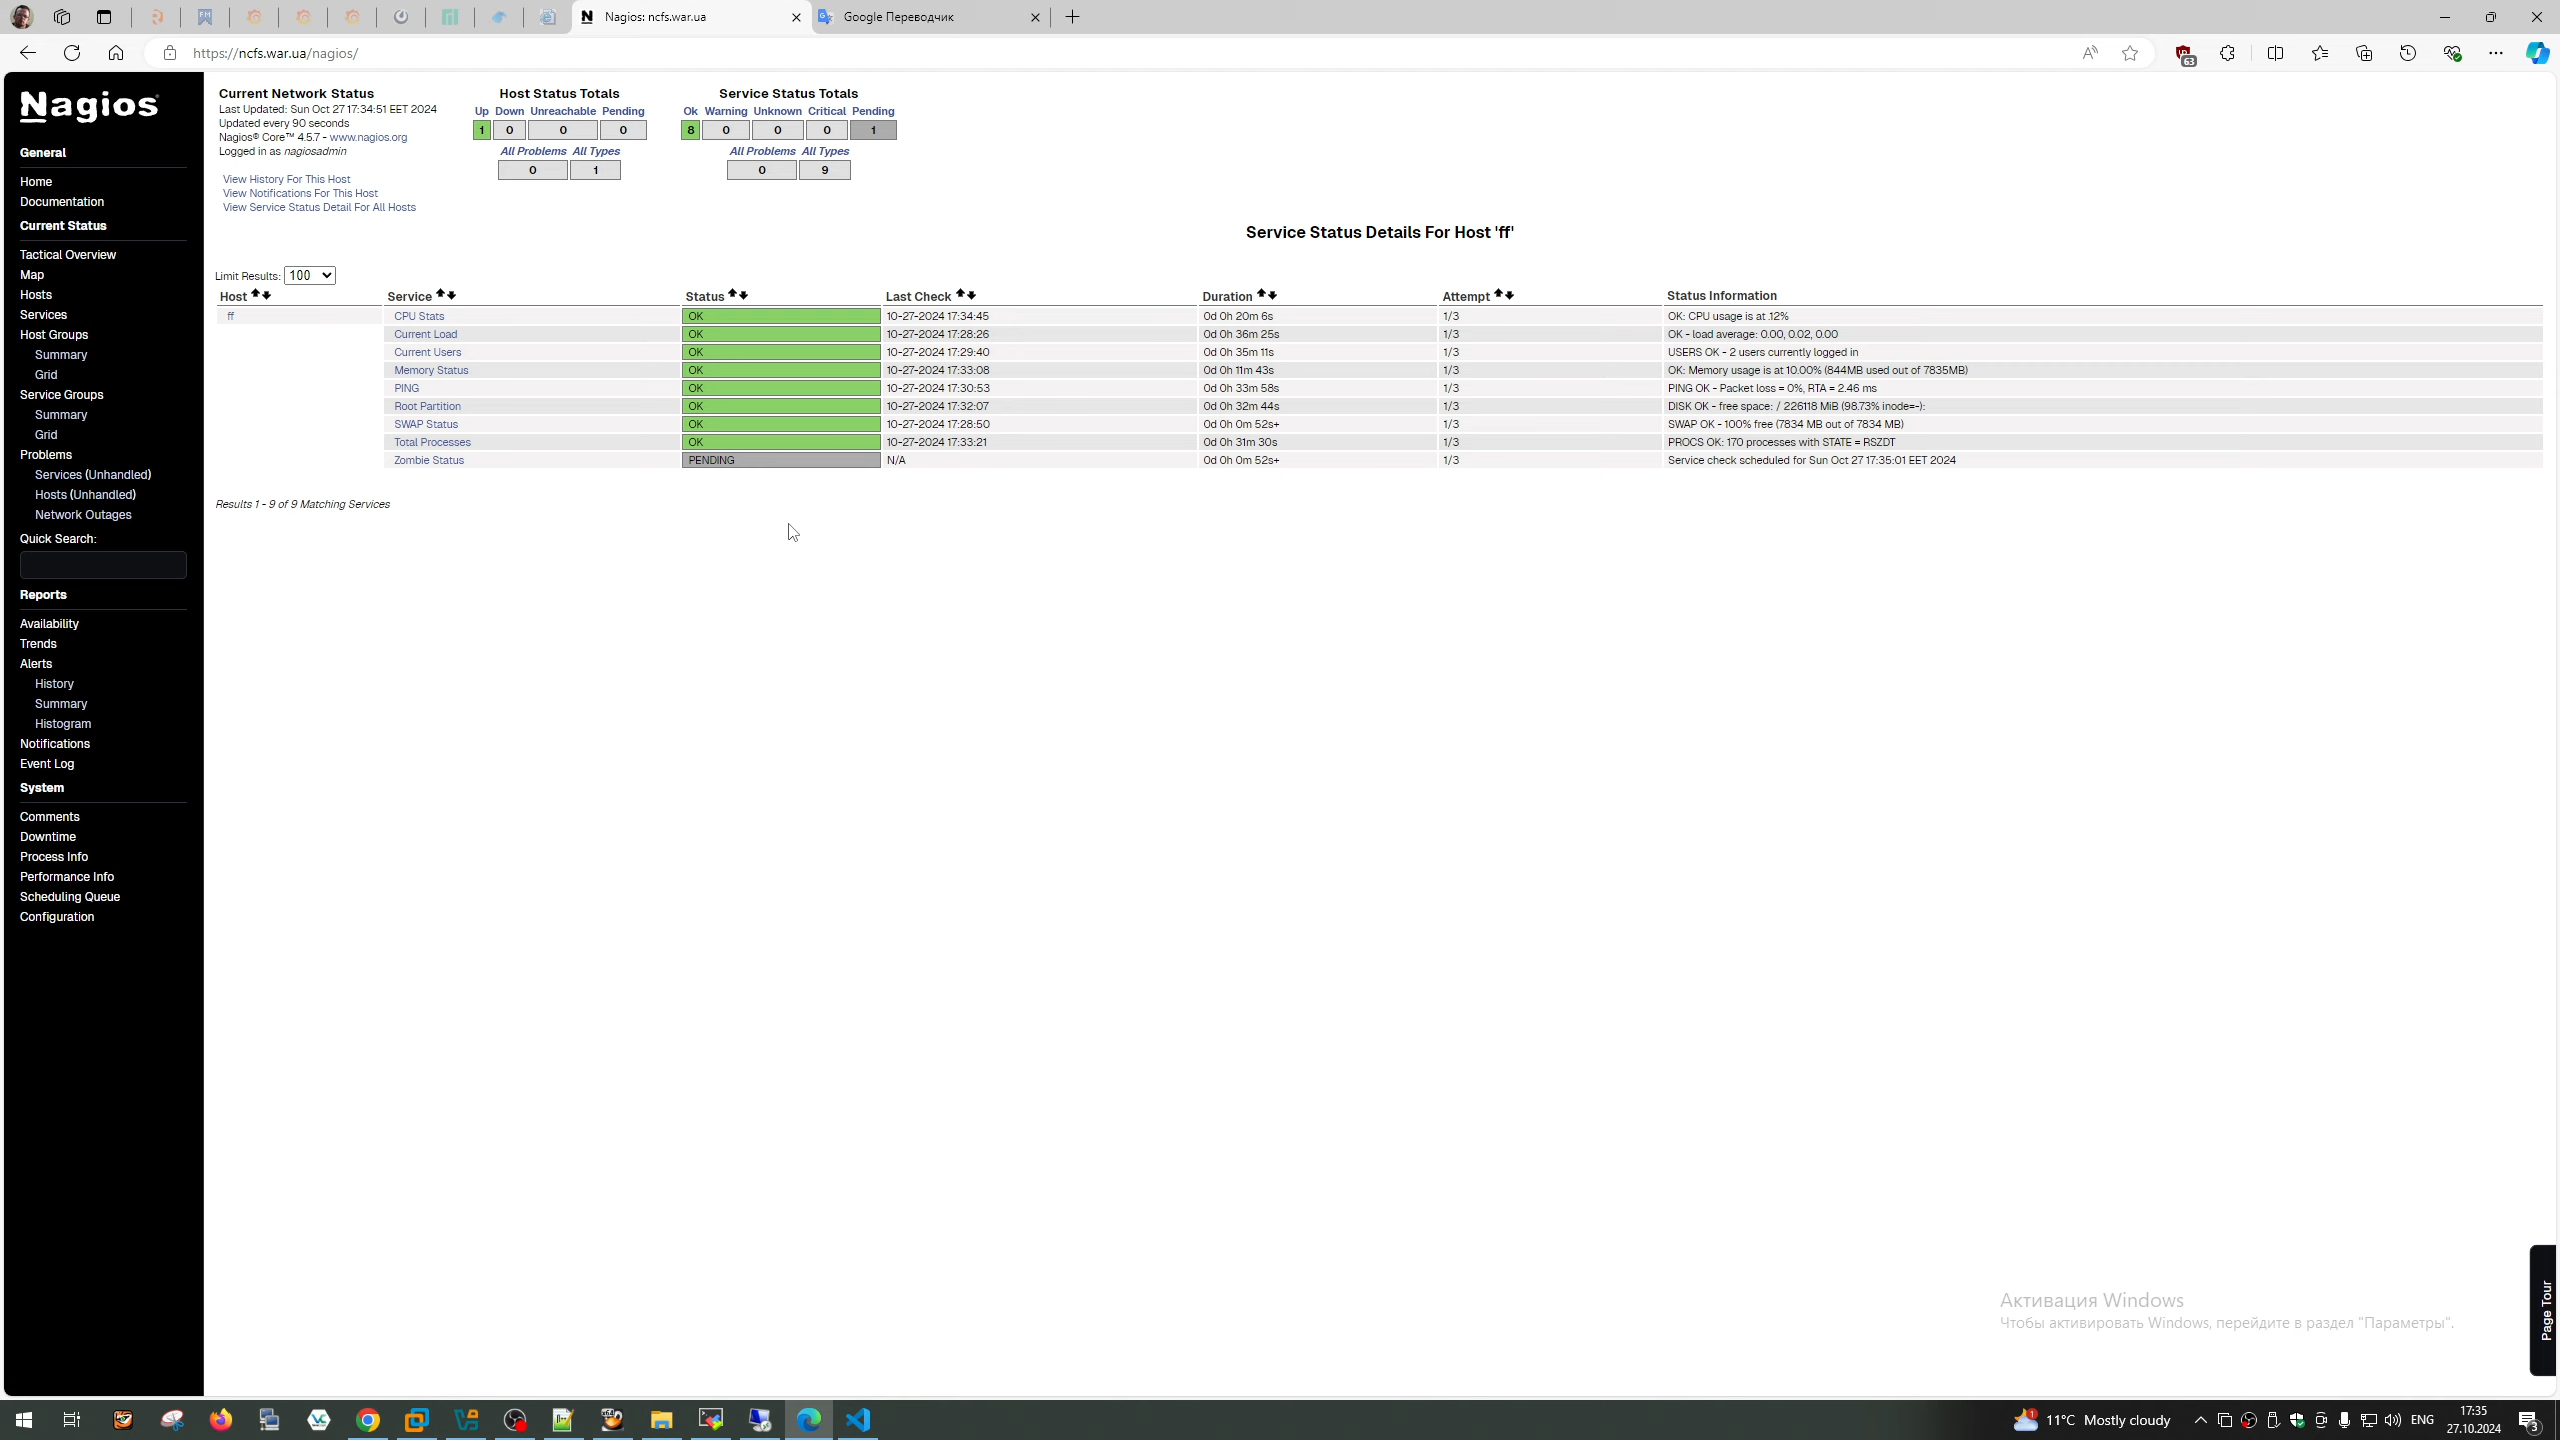 Nagios: ncfs.war.ua
Google Переводчик
https://ncfs.war.ua/nagios/
63
Nagios®
General
Home
Documentation
Current Status
Tactical Overview
Map
Hosts
Services
Host Groups
Summary
Grid
Service Groups
Summary
Grid
Problems
Services (Unhandled)
Hosts (Unhandled)
Network Outages
Quick Search:
Reports
Availability
Trends
Alerts
History
Summary
Histogram
Notifications
Event Log
System
Comments
Downtime
Process Info
Performance Info
Scheduling Queue
Configuration
Current Network Status
Last Updated: Sun Oct 27 17:34:51 EET 2024
Updated every 90 seconds
Nagios® Core™ 4.5.7 - www.nagios.org
Logged in as nagiosadmin
View History For This Host
View Notifications For This Host
View Service Status Detail For All Hosts
Host Status Totals
Up Down Unreachable Pending
1 0 0 0
All Problems All Types
0 1
Service Status Totals
Ok Warning Unknown Critical Pending
8 0 0 0 1
All Problems All Types
0 9
Service Status Details For Host 'ff'
Limit Results: 100
Host Service Status Last Check Duration Attempt Status Information
ff CPU Stats OK 10-27-2024 17:34:45 0d 0h 20m 6s 1/3 OK: CPU usage is at .12%
Current Load OK 10-27-2024 17:28:26 0d 0h 36m 25s 1/3 OK - load average: 0.00, 0.02, 0.00
Current Users OK 10-27-2024 17:29:40 0d 0h 35m 11s 1/3 USERS OK - 2 users currently logged in
Memory Status OK 10-27-2024 17:33:08 0d 0h 11m 43s 1/3 OK: Memory usage is at 10.00% (844MB used out of 7835MB)
PING OK 10-27-2024 17:30:53 0d 0h 33m 58s 1/3 PING OK - Packet loss = 0%, RTA = 2.46 ms
Root Partition OK 10-27-2024 17:32:07 0d 0h 32m 44s 1/3 DISK OK - free space: / 226118 MiB (98.73% inode=-):
SWAP Status OK 10-27-2024 17:28:50 0d 0h 0m 52s+ 1/3 SWAP OK - 100% free (7834 MB out of 7834 MB)
Total Processes OK 10-27-2024 17:33:21 0d 0h 31m 30s 1/3 PROCS OK: 170 processes with STATE = RSZDT
Zombie Status PENDING N/A 0d 0h 0m 52s+ 1/3 Service check scheduled for Sun Oct 27 17:35:01 EET 2024
Results 1 - 9 of 9 Matching Services
Page Tour
Активация Windows
Чтобы активировать Windows, перейдите в раздел "Параметры".
11°C Mostly cloudy
ENG
17:35
27.10.2024
3